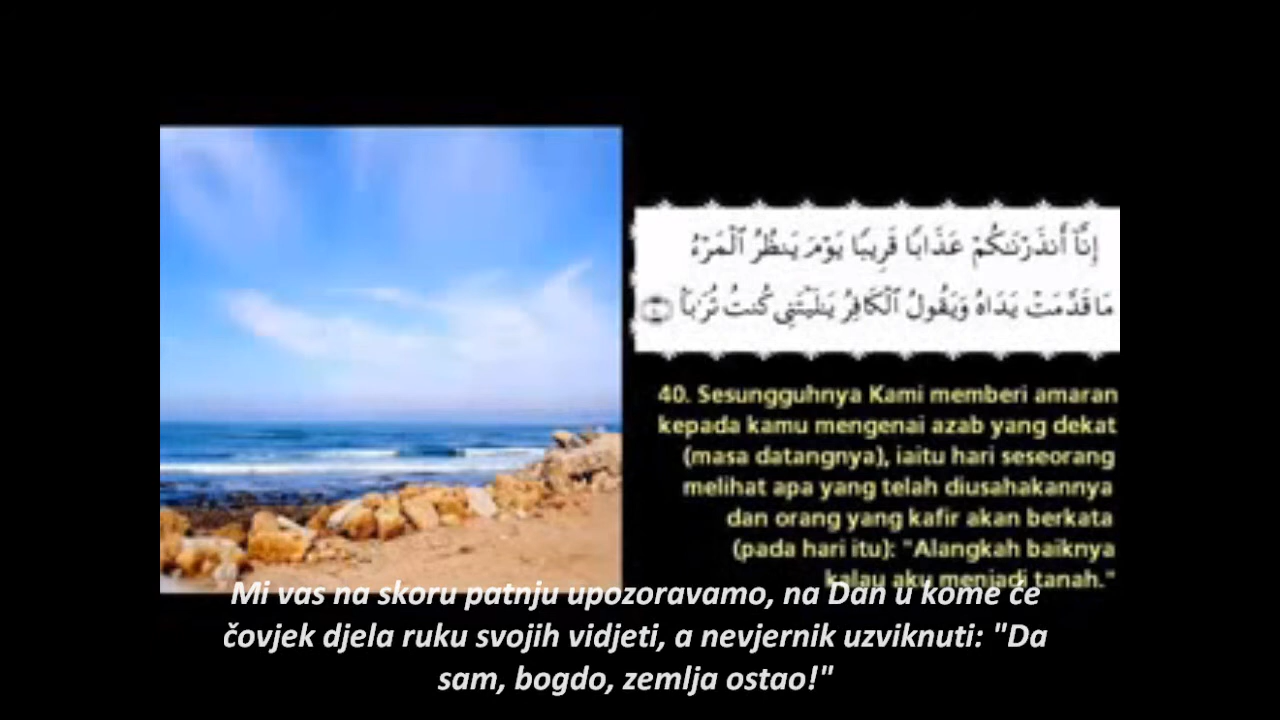 إِنَّآ أَنذَرْنَـٰكُمْ عَذَابًا قَرِيبًا يَوْمَ يَنظُرُ ٱلْمَرْءُ
مَا قَدَّمَتْ يَدَاهُ وَيَقُولُ ٱلْكَافِرُ يَـٰلَيْتَنِى كُنتُ تُرَٰبًۢا ٤٠
40. Sesungguhnya Kami memberi amaran
kepada kamu mengenai azab yang dekat
(masa datangnya), iaitu hari seseorang
melihat apa yang telah diusahakannya
dan orang yang kafir akan berkata
(pada hari itu): "Alangkah baiknya
kalau aku menjadi tanah."
Mi vas na skoru patnju upozoravamo, na Dan u kome će
čovjek djela ruku svojih vidjeti, a nevjernik uzviknuti: "Da
sam, bogdo, zemlja ostao!"